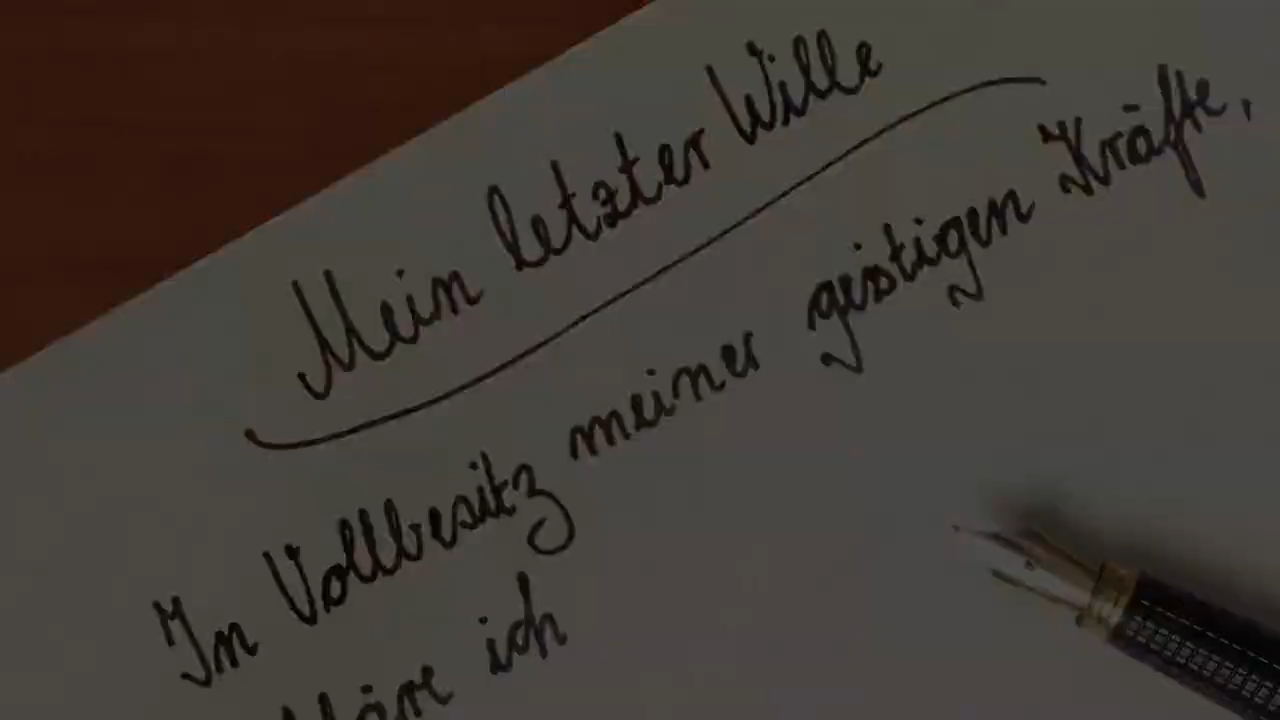 Mein letzter Wille
In Vollbesitz meiner geistigen Kräfte,
ich